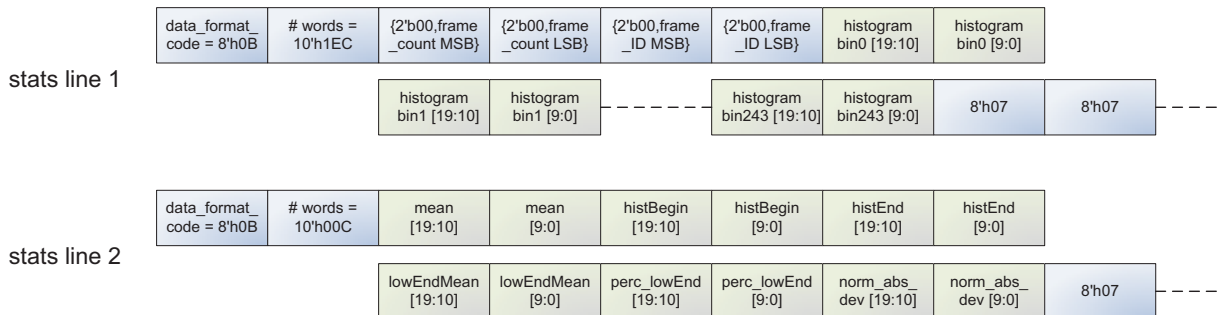 data_format_
code = 8'h0B
# words =
10'h1EC
{2'b00,frame
_count MSB}
{2'b00,frame
_count LSB}
{2'b00,frame
_ID MSB}
{2'b00,frame
_ID LSB}
histogram
bin0 [19:10]
histogram
bin0 [9:0]
stats line 1
histogram
bin1 [19:10]
histogram
bin1 [9:0]
histogram
bin243 [19:10]
histogram
bin243 [9:0]
8'h07
8'h07
data_format_
code = 8'h0B
# words =
10'h00C
mean
[19:10]
mean
[9:0]
histBegin
[19:10]
histBegin
[9:0]
histEnd
[19:10]
histEnd
[9:0]
stats line 2
lowEndMean
[19:10]
lowEndMean
[9:0]
perc_lowEnd
[19:10]
perc_lowEnd
[9:0]
norm_abs_
dev [19:10]
norm_abs_
dev [9:0]
8'h07